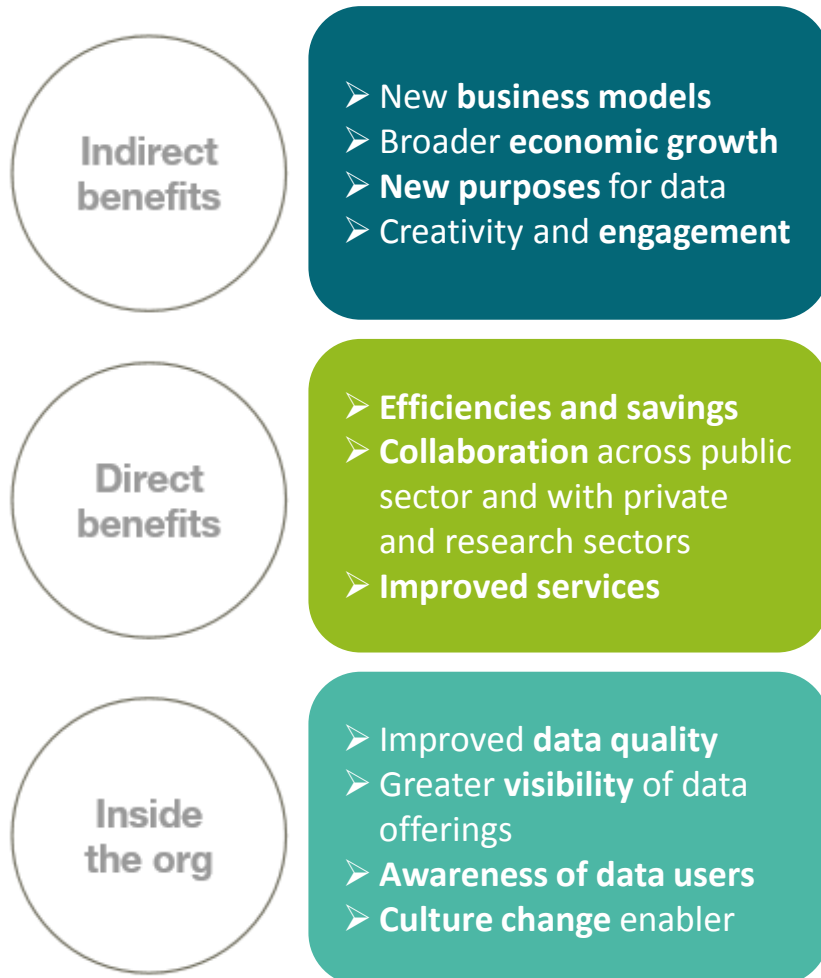 Indirect
benefits
➢ New business models
➢ Broader economic growth
➢ New purposes for data
➢ Creativity and engagement
Direct
benefits
➢ Efficiencies and savings
➢ Collaboration across public
sector and with private
and research sectors
➢ Improved services
Inside
the org
➢ Improved data quality
➢ Greater visibility of data
offerings
➢ Awareness of data users
➢ Culture change enabler